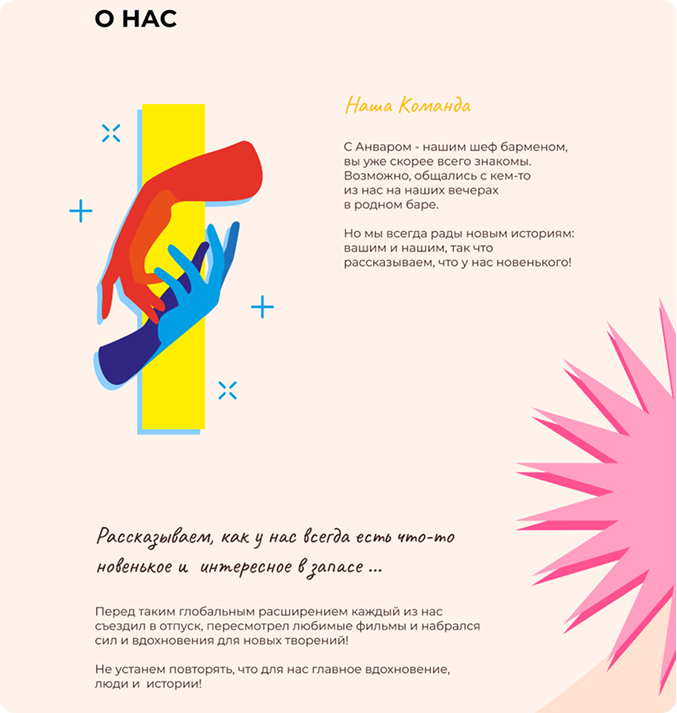 О НАС
Наша Команда
С Анваром - нашим шеф барменом,
вы уже скорее всего знакомы.
Возможно, общались с кем-то
из нас на наших вечерах
в родном баре.
Но мы всегда рады новым историям:
вашим и нашим, так что
рассказываем, что у нас новенького!
Рассказываем, как у нас всегда есть что-то
новенькое и интересное в запасе ...
Перед таким глобальным расширением каждый из нас
съездил в отпуск, пересмотрел любимые фильмы и набрался
сил и вдохновения для новых творений!
Не устанем повторять, что для нас главное вдохновение,
люди и истории!